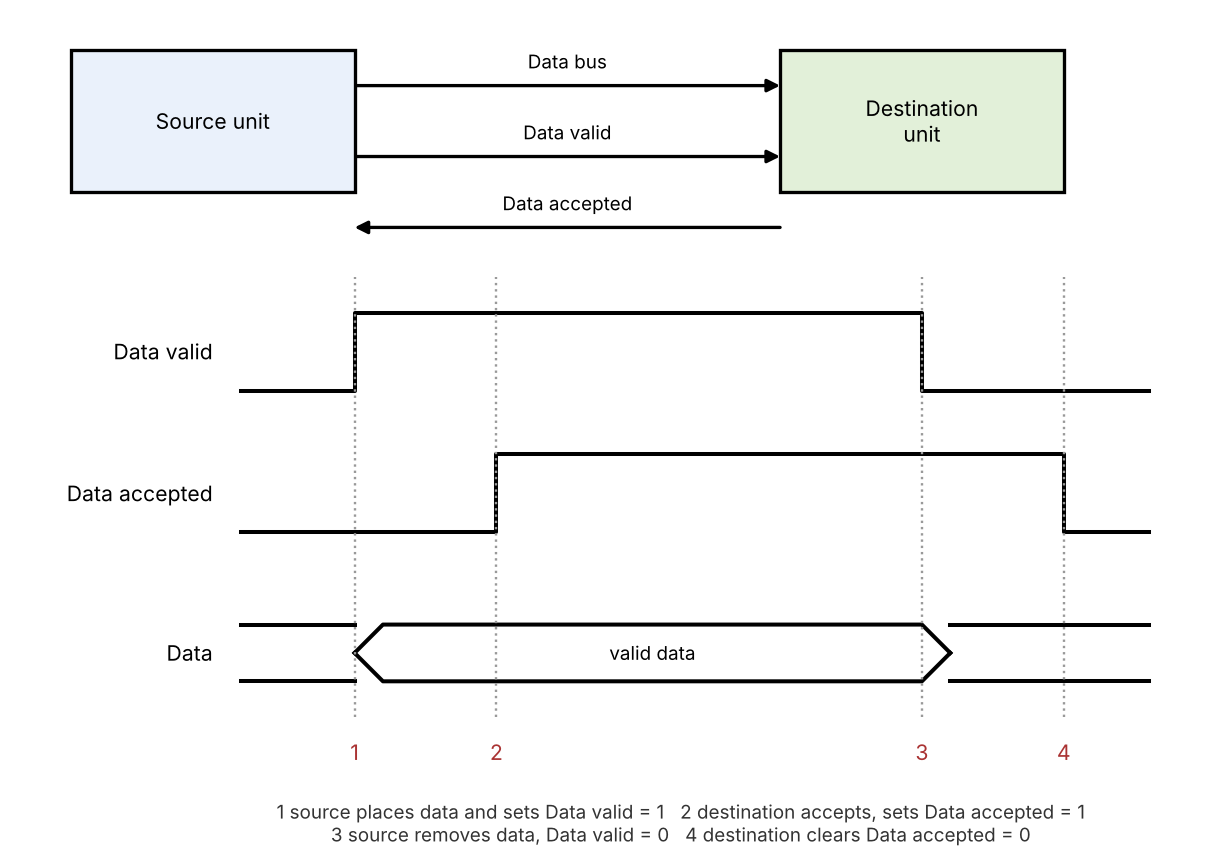 Data bus
Source unit
Destination
unit
Data valid
Data accepted
Data valid
Data accepted
Data
valid data
1
2
3
4
1 source places data and sets Data valid = 1   2 destination accepts, sets Data accepted = 1
3 source removes data, Data valid = 0   4 destination clears Data accepted = 0